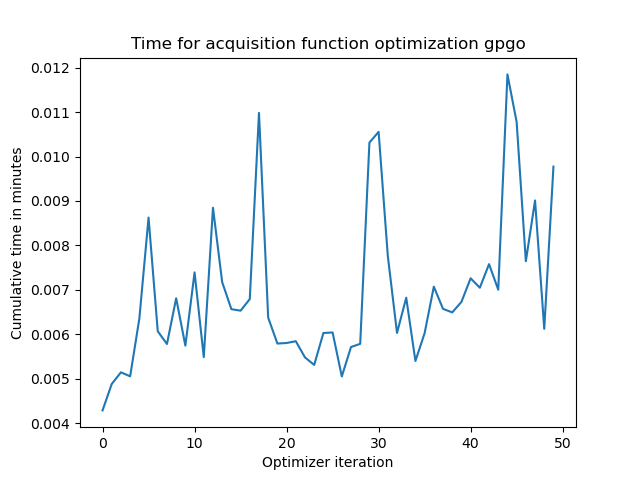 Time for acquisition function optimization gpgo
0.012
0.011
0.010
0.009
0.008
0.007
0.006
0.005
0.004
Cumulative time in minutes
0 10 20 30 40 50
Optimizer iteration